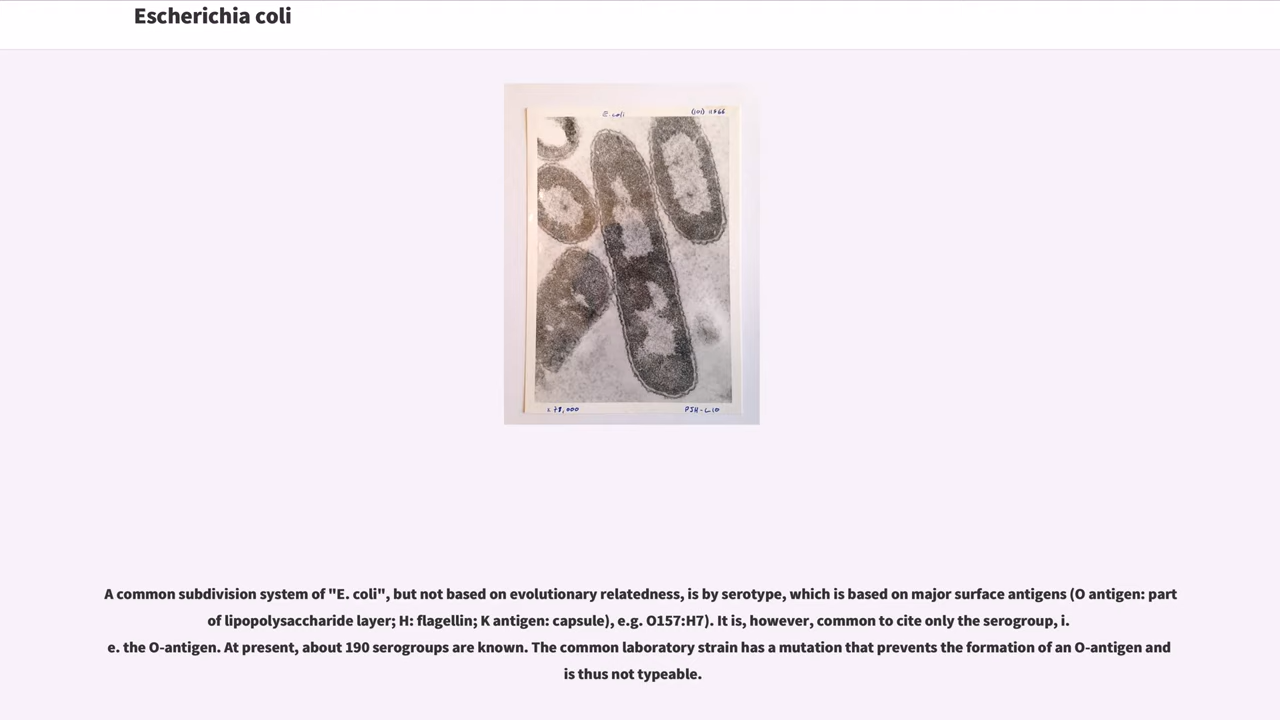 Escherichia coli
E. coli
A common subdivision system of "E. coli", but not based on evolutionary relatedness, is by serotype, which is based on major surface antigens (O antigen: part
of lipopolysaccharide layer; H: flagellin; K antigen: capsule), e.g. O157:H7). It is, however, common to cite only the serogroup, i.
e. the O-antigen. At present, about 190 serogroups are known. The common laboratory strain has a mutation that prevents the formation of an O-antigen and
is thus not typeable.